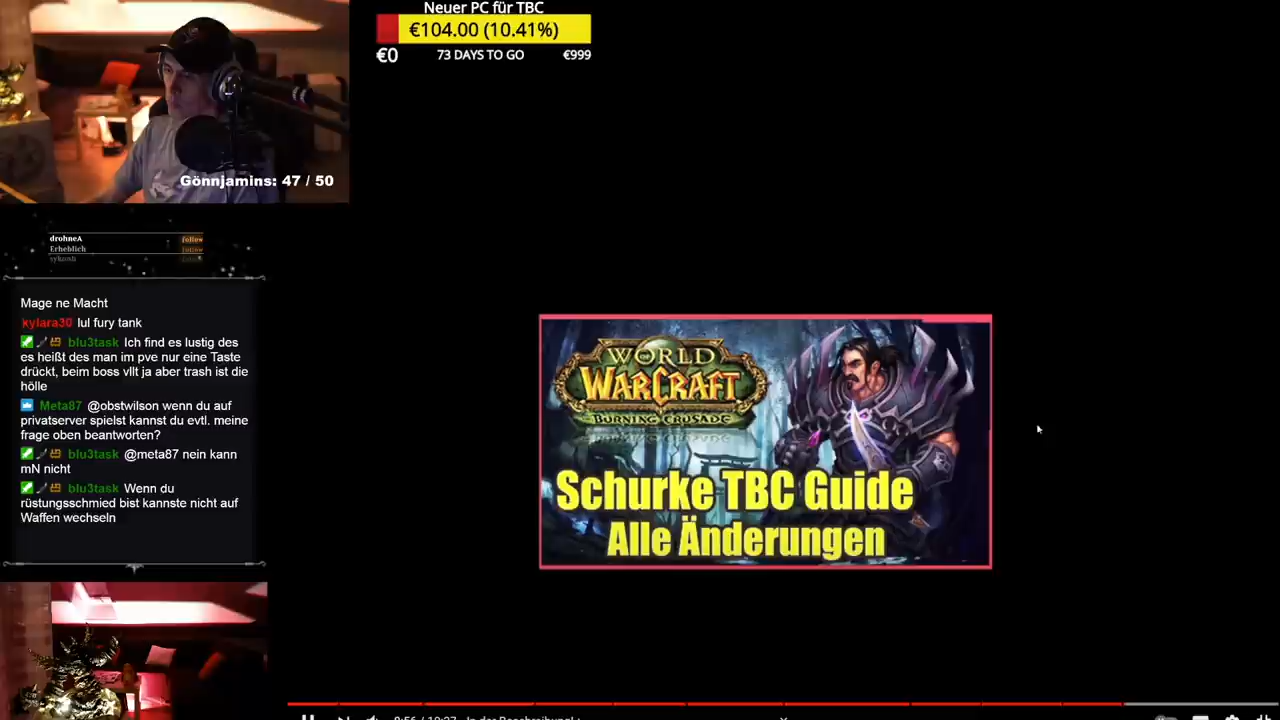 Neuer PC für TBC
€104.00 (10.41%)
€0 73 DAYS TO GO €999
Gönnjamins: 47 / 50
drohneA follow
Erheblich follow
Mage ne Macht
kylara30 lul fury tank
blu3task Ich find es lustig des
es heißt des man im pve nur eine Taste
drückt, beim boss vllt ja aber trash ist die
hölle
Meta87 @obstwilson wenn du auf
privatserver spielst kannst du evtl. meine
frage oben beantworten?
blu3task @meta87 nein kann
mN nicht
blu3task Wenn du
rüstungsschmied bist kannste nicht auf
Waffen wechseln
WORLD
WARCRAFT
BURNING CRUSADE
Schurke TBC Guide
Alle Änderungen